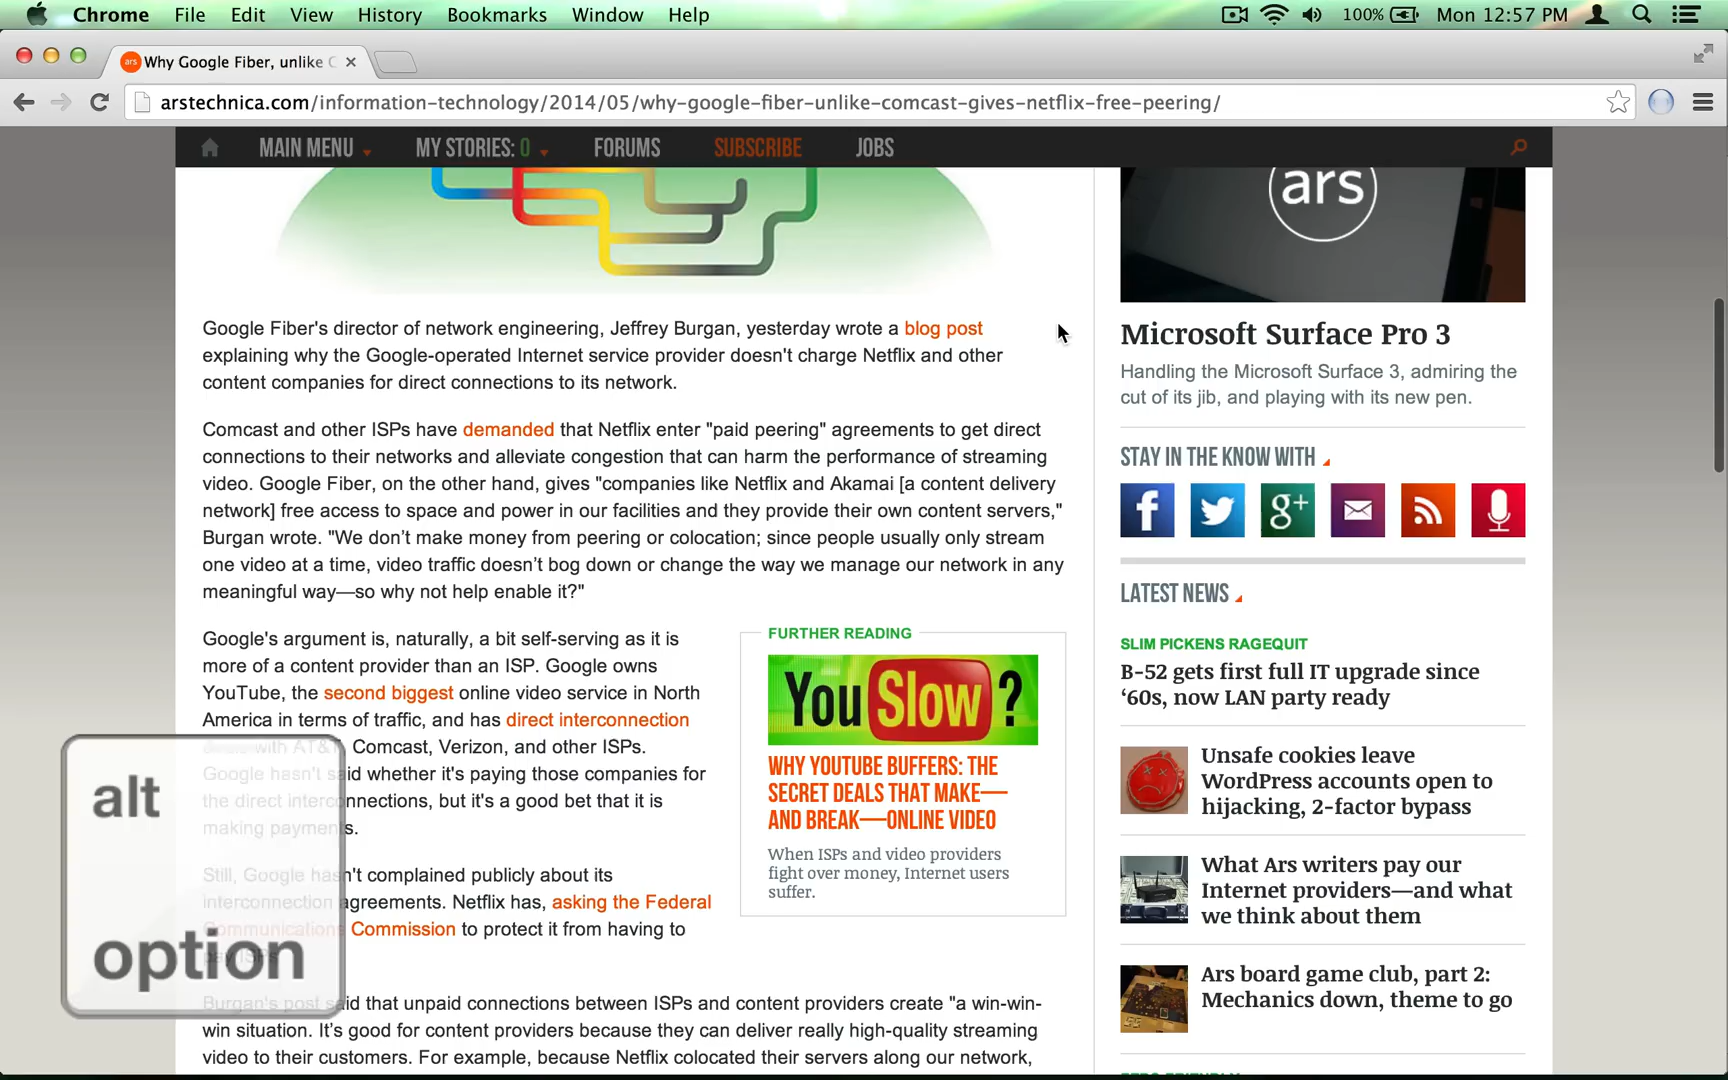 Chrome File Edit View History Bookmarks Window Help 100% Mon 12:57 PM
ars Why Google Fiber, unlike C
arstechnica.com/information-technology/2014/05/why-google-fiber-unlike-comcast-gives-netflix-free-peering/
MAIN MENU MY STORIES: 0 FORUMS SUBSCRIBE JOBS
Google Fiber's director of network engineering, Jeffrey Burgan, yesterday wrote a blog post
explaining why the Google-operated Internet service provider doesn't charge Netflix and other
content companies for direct connections to its network.
Comcast and other ISPs have demanded that Netflix enter "paid peering" agreements to get direct
connections to their networks and alleviate congestion that can harm the performance of streaming
video. Google Fiber, on the other hand, gives "companies like Netflix and Akamai [a content delivery
network] free access to space and power in our facilities and they provide their own content servers,"
Burgan wrote. "We don’t make money from peering or colocation; since people usually only stream
one video at a time, video traffic doesn’t bog down or change the way we manage our network in any
meaningful way—so why not help enable it?"
Google's argument is, naturally, a bit self-serving as it is
more of a content provider than an ISP. Google owns
YouTube, the second biggest online video service in North
America in terms of traffic, and has direct interconnection
with AT&T, Comcast, Verizon, and other ISPs.
Google hasn't said whether it's paying those companies for
the direct interconnections, but it's a good bet that it is
making payments.
Still, Google hasn't complained publicly about its
interconnection agreements. Netflix has, asking the Federal
Communications Commission to protect it from having to
pay ISPs.
Burgan's post said that unpaid connections between ISPs and content providers create "a win-win-
win situation. It’s good for content providers because they can deliver really high-quality streaming
video to their customers. For example, because Netflix colocated their servers along our network,
FURTHER READING
You Slow ?
WHY YOUTUBE BUFFERS: THE
SECRET DEALS THAT MAKE—
AND BREAK—ONLINE VIDEO
When ISPs and video providers
fight over money, Internet users
suffer.
alt
option
ars
Microsoft Surface Pro 3
Handling the Microsoft Surface 3, admiring the
cut of its jib, and playing with its new pen.
STAY IN THE KNOW WITH
f g+
LATEST NEWS
SLIM PICKENS RAGEQUIT
B-52 gets first full IT upgrade since
‘60s, now LAN party ready
Unsafe cookies leave
WordPress accounts open to
hijacking, 2-factor bypass
What Ars writers pay our
Internet providers—and what
we think about them
Ars board game club, part 2:
Mechanics down, theme to go